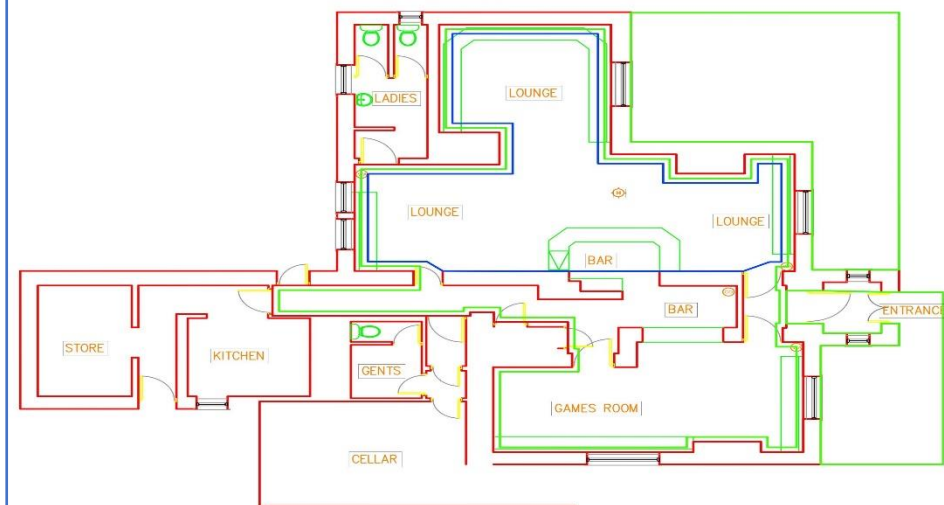 LADIES
LOUNGE
LOUNGE
LOUNGE
BAR
BAR
ENTRANCE
STORE
KITCHEN
GENTS
GAMES ROOM
CELLAR